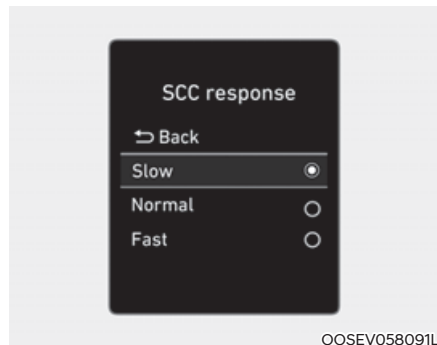 SCC response
Back
Slow
Normal
Fast
OOSEV058091L